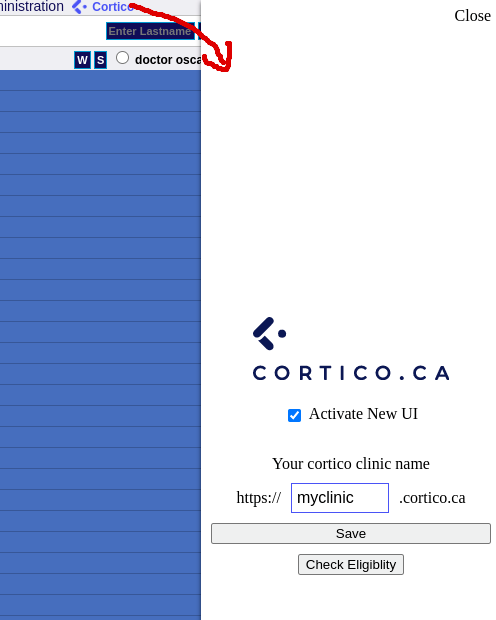 ministration Cortico
Close
Enter Lastname
W S doctor osca
CORTICO.CA
Activate New UI
Your cortico clinic name
https:// myclinic .cortico.ca
Save
Check Eligiblity